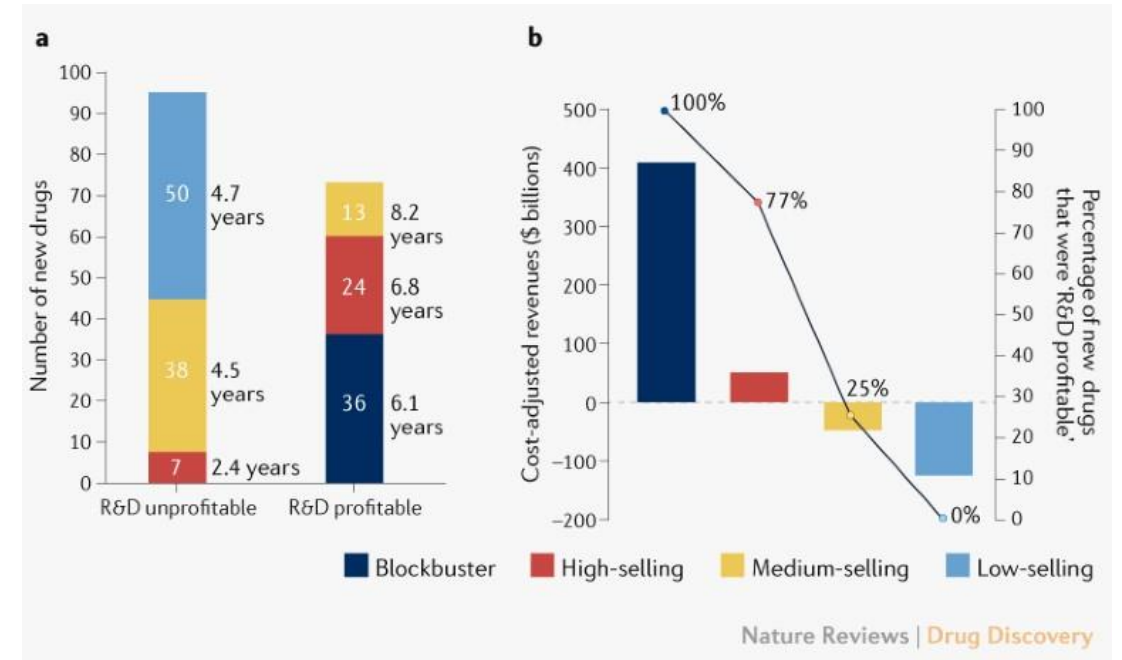 a
100
90
80
70
60
50
40
30
20
10
0
Number of new drugs
50
4.7
years
38
4.5
years
7
2.4 years
13
8.2
years
24
6.8
years
36
6.1
years
R&D unprofitable
R&D profitable
b
500
400
300
200
100
0
–100
–200
Cost-adjusted revenues ($ billions)
100%
77%
25%
0%
100
90
80
70
60
50
40
30
20
10
0
Percentage of new drugs
that were ‘R&D profitable’
Blockbuster
High-selling
Medium-selling
Low-selling
Nature Reviews | Drug Discovery